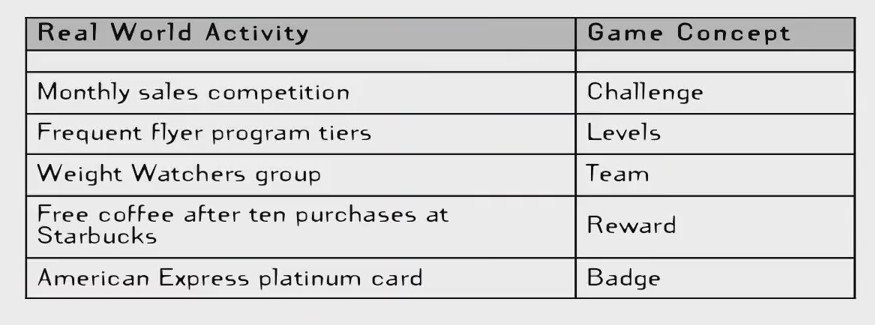 Real World Activity Game Concept
Monthly sales competition Challenge
Frequent flyer program tiers Levels
Weight Watchers group Team
Free coffee after ten purchases at
Starbucks Reward
American Express platinum card Badge